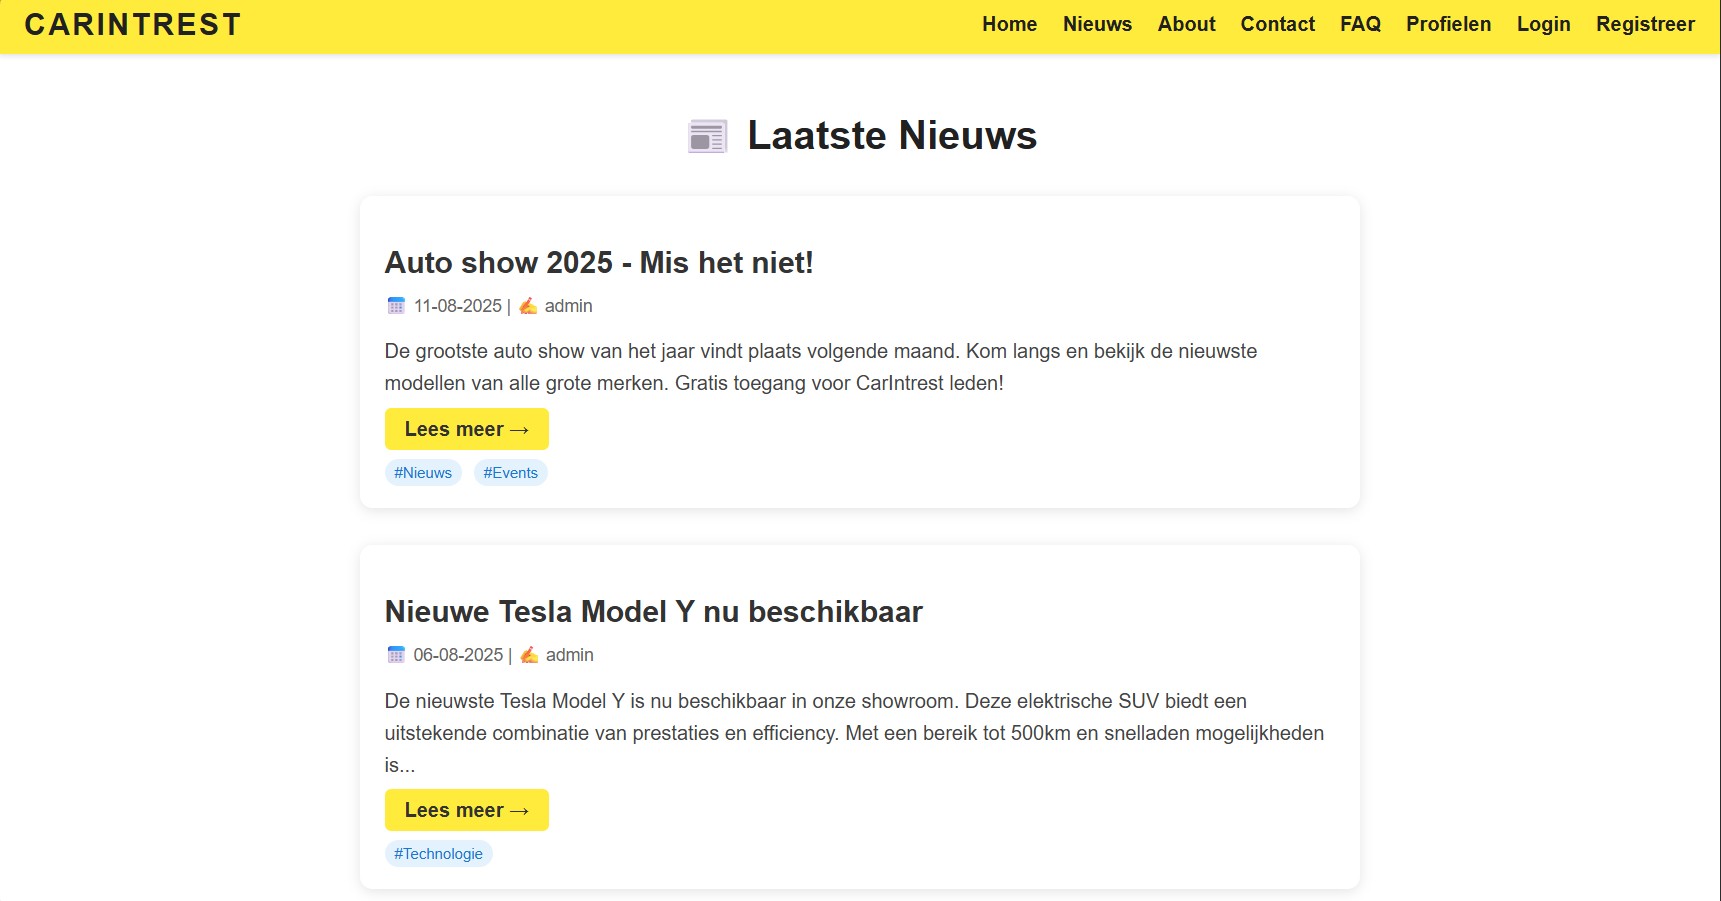 CARINTREST
Home Nieuws About Contact FAQ Profielen Login Registreer
Laatste Nieuws
Auto show 2025 - Mis het niet!
11-08-2025 | admin
De grootste auto show van het jaar vindt plaats volgende maand. Kom langs en bekijk de nieuwste
modellen van alle grote merken. Gratis toegang voor CarIntrest leden!
Lees meer →
#Nieuws #Events
Nieuwe Tesla Model Y nu beschikbaar
06-08-2025 | admin
De nieuwste Tesla Model Y is nu beschikbaar in onze showroom. Deze elektrische SUV biedt een
uitstekende combinatie van prestaties en efficiency. Met een bereik tot 500km en snelladen mogelijkheden
is...
Lees meer →
#Technologie